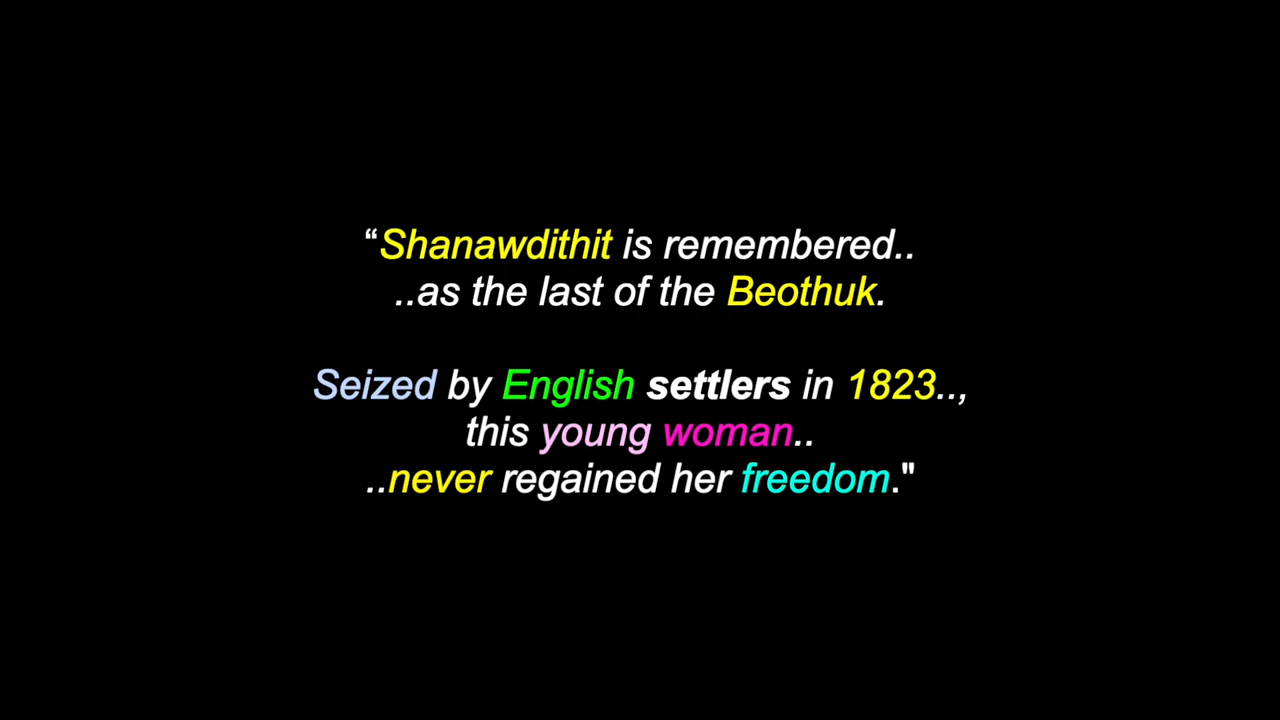 “Shanawdithit is remembered..
..as the last of the Beothuk.
Seized by English settlers in 1823..,
this young woman..
..never regained her freedom."